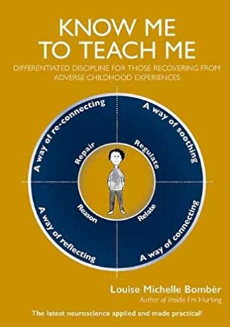 KNOW ME
TO TEACH ME
DIFFERENTIATED DISCIPLINE FOR THOSE RECOVERING FROM
ADVERSE CHILDHOOD EXPERIENCES
A way of re-connecting
A way of soothing
Repair
Regulate
Reason
Relate
A way of reflecting
A way of connecting
Louise Michelle Bombèr
Author of Inside I'm Hurting
The latest neuroscience applied and made practical!